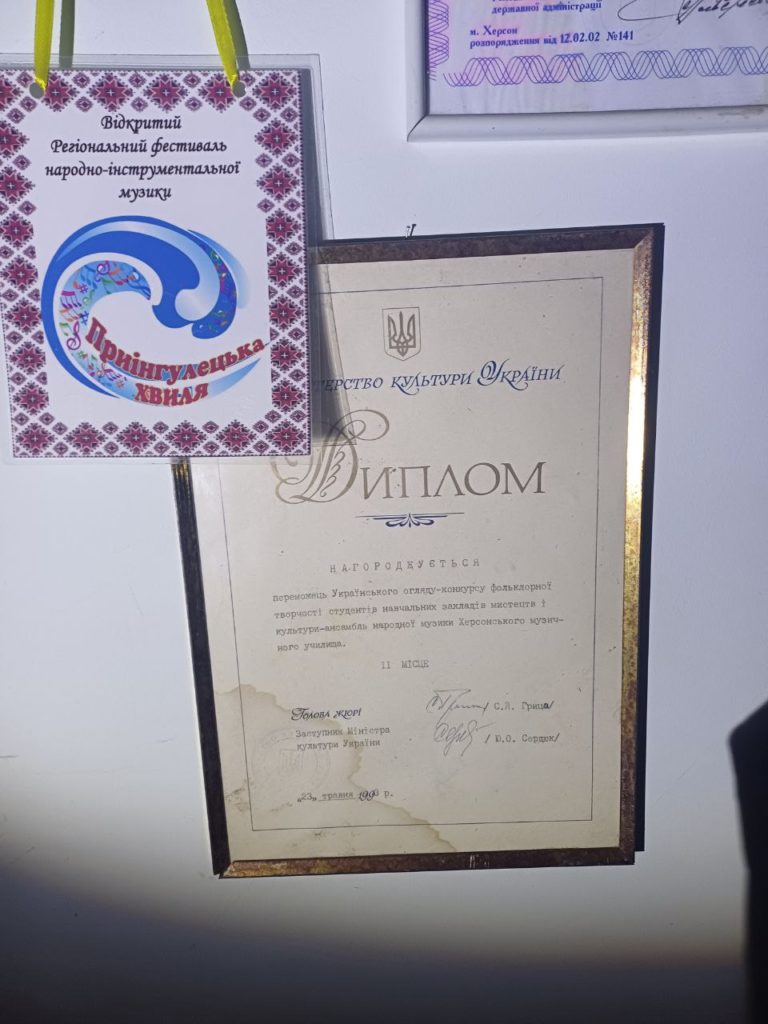 Відкритий
Регіональний фестиваль
народно-інструментальної
музики
Приінгулецька
ХВИЛЯ
державної адміністрації
м. Херсон
розпорядження від 12.02.02 №141
КУЛЬТУРИ УКРАЇНИ
ДИПЛОМ
НАГОРОДЖУЄТЬСЯ
переможець Українського огляду-конкурсу фольклорної
творчості студентів навчальних закладів мистецтв і
культури-ансамбль народної музики Херсонського музич-
ного училища.
II МІСЦЕ
Голова журі
С.Й. Грица/
Заступник Міністра
культури України
/ Ю.О. Сердюк/
"23" травня р.